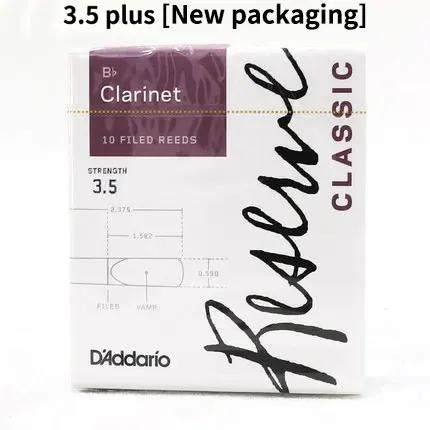 3.5 plus [New packaging]
B♭
Clarinet
10 FILED REEDS
STRENGTH
3.5
2.375
1.582
0.590
FILED
VAMP
D'Addario
Reserve
CLASSIC